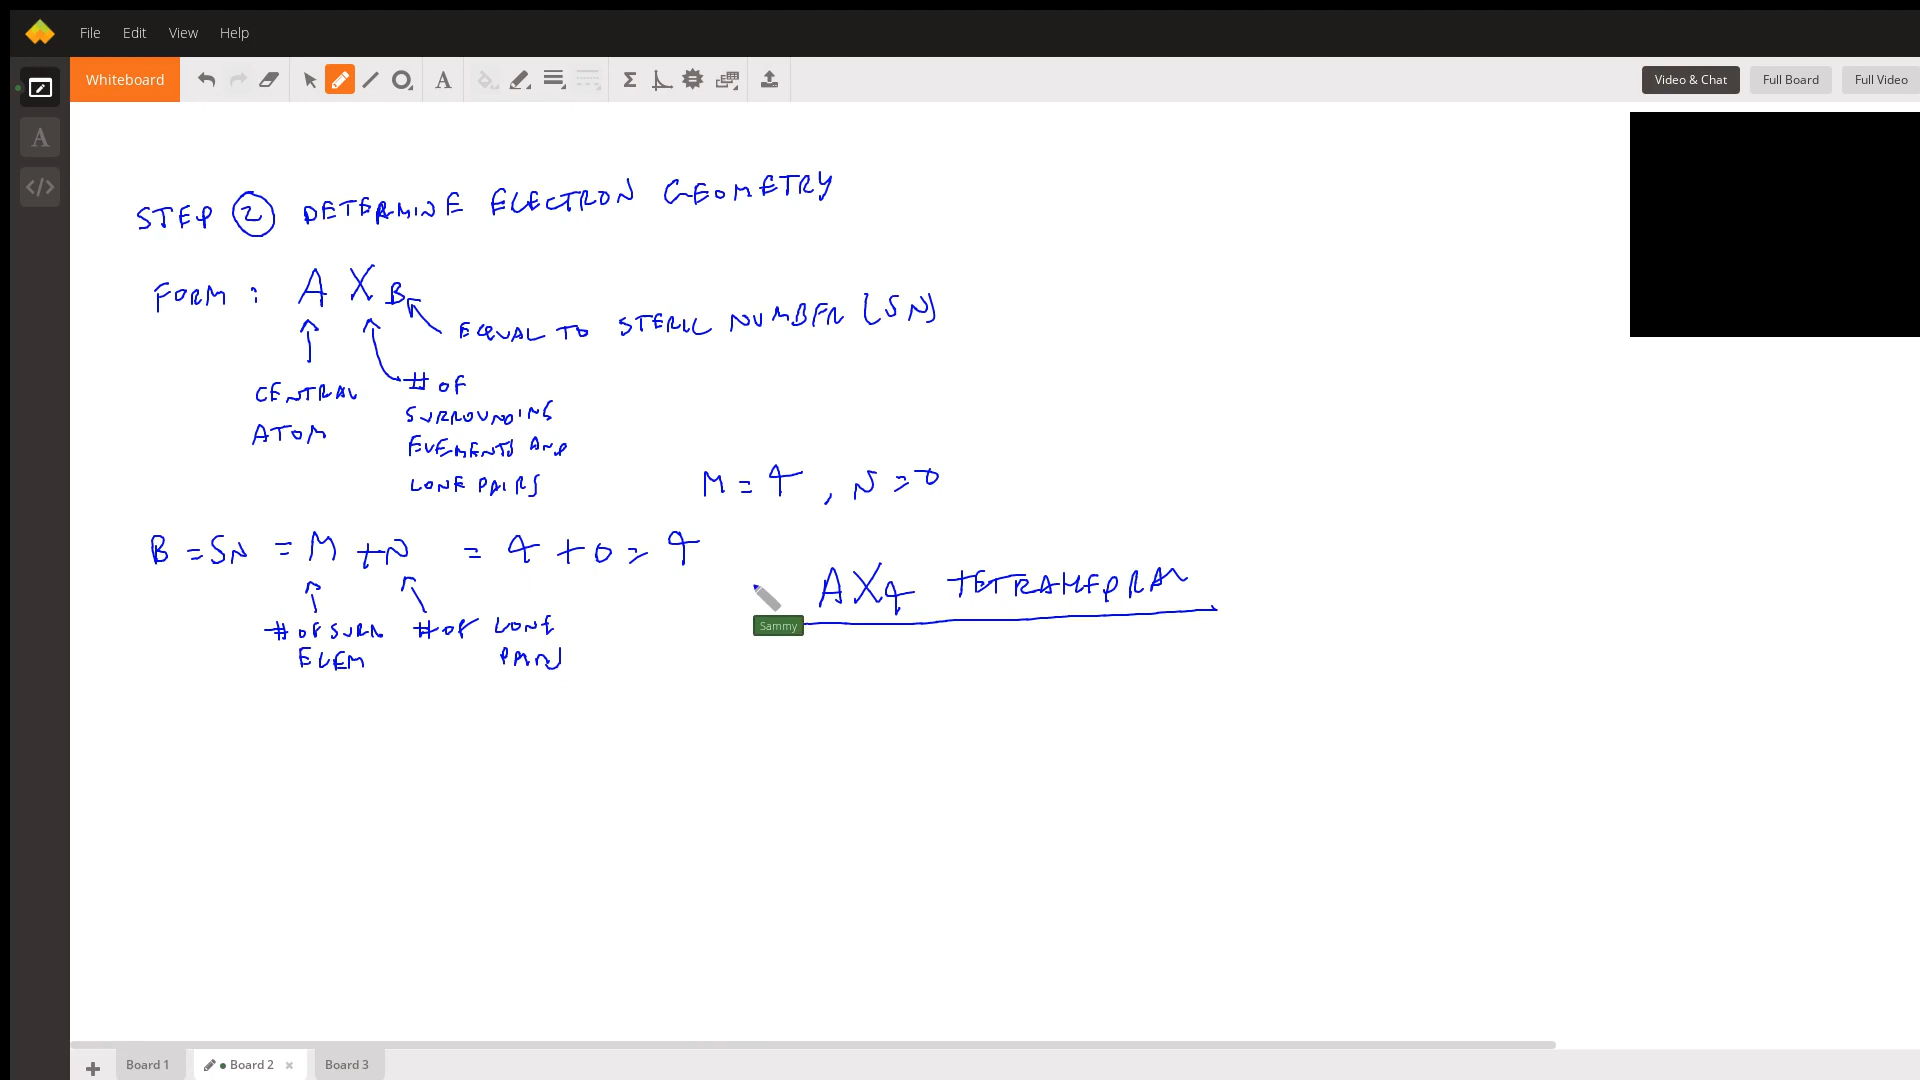 File Edit View Help
Whiteboard
A
Σ
Video & Chat Full Board Full Video
A
</>
STEP 2 DETERMINE ELECTRON GEOMETRY
FORM : A X B
EQUAL TO STERIC NUMBER (SN)
CENTRAL
ATOM
# OF
SURROUNDING
ELEMENTS AND
LONE PAIRS
M = 4 , N = 0
B = SN = M + N = 4 + 0 = 4
# OF SURR
ELEM
# OF LONE
PAIRS
AX4 TETRAHEDRAL
Sammy
+ Board 1 Board 2 × Board 3